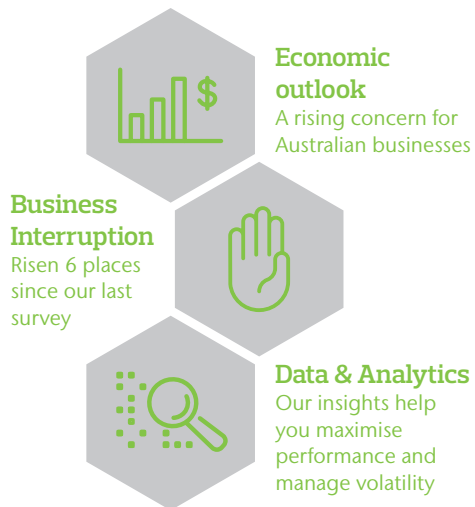 $
Economic
outlook
A rising concern for
Australian businesses
Business
Interruption
Risen 6 places
since our last
survey
Data & Analytics
Our insights help
you maximise
performance and
manage volatility